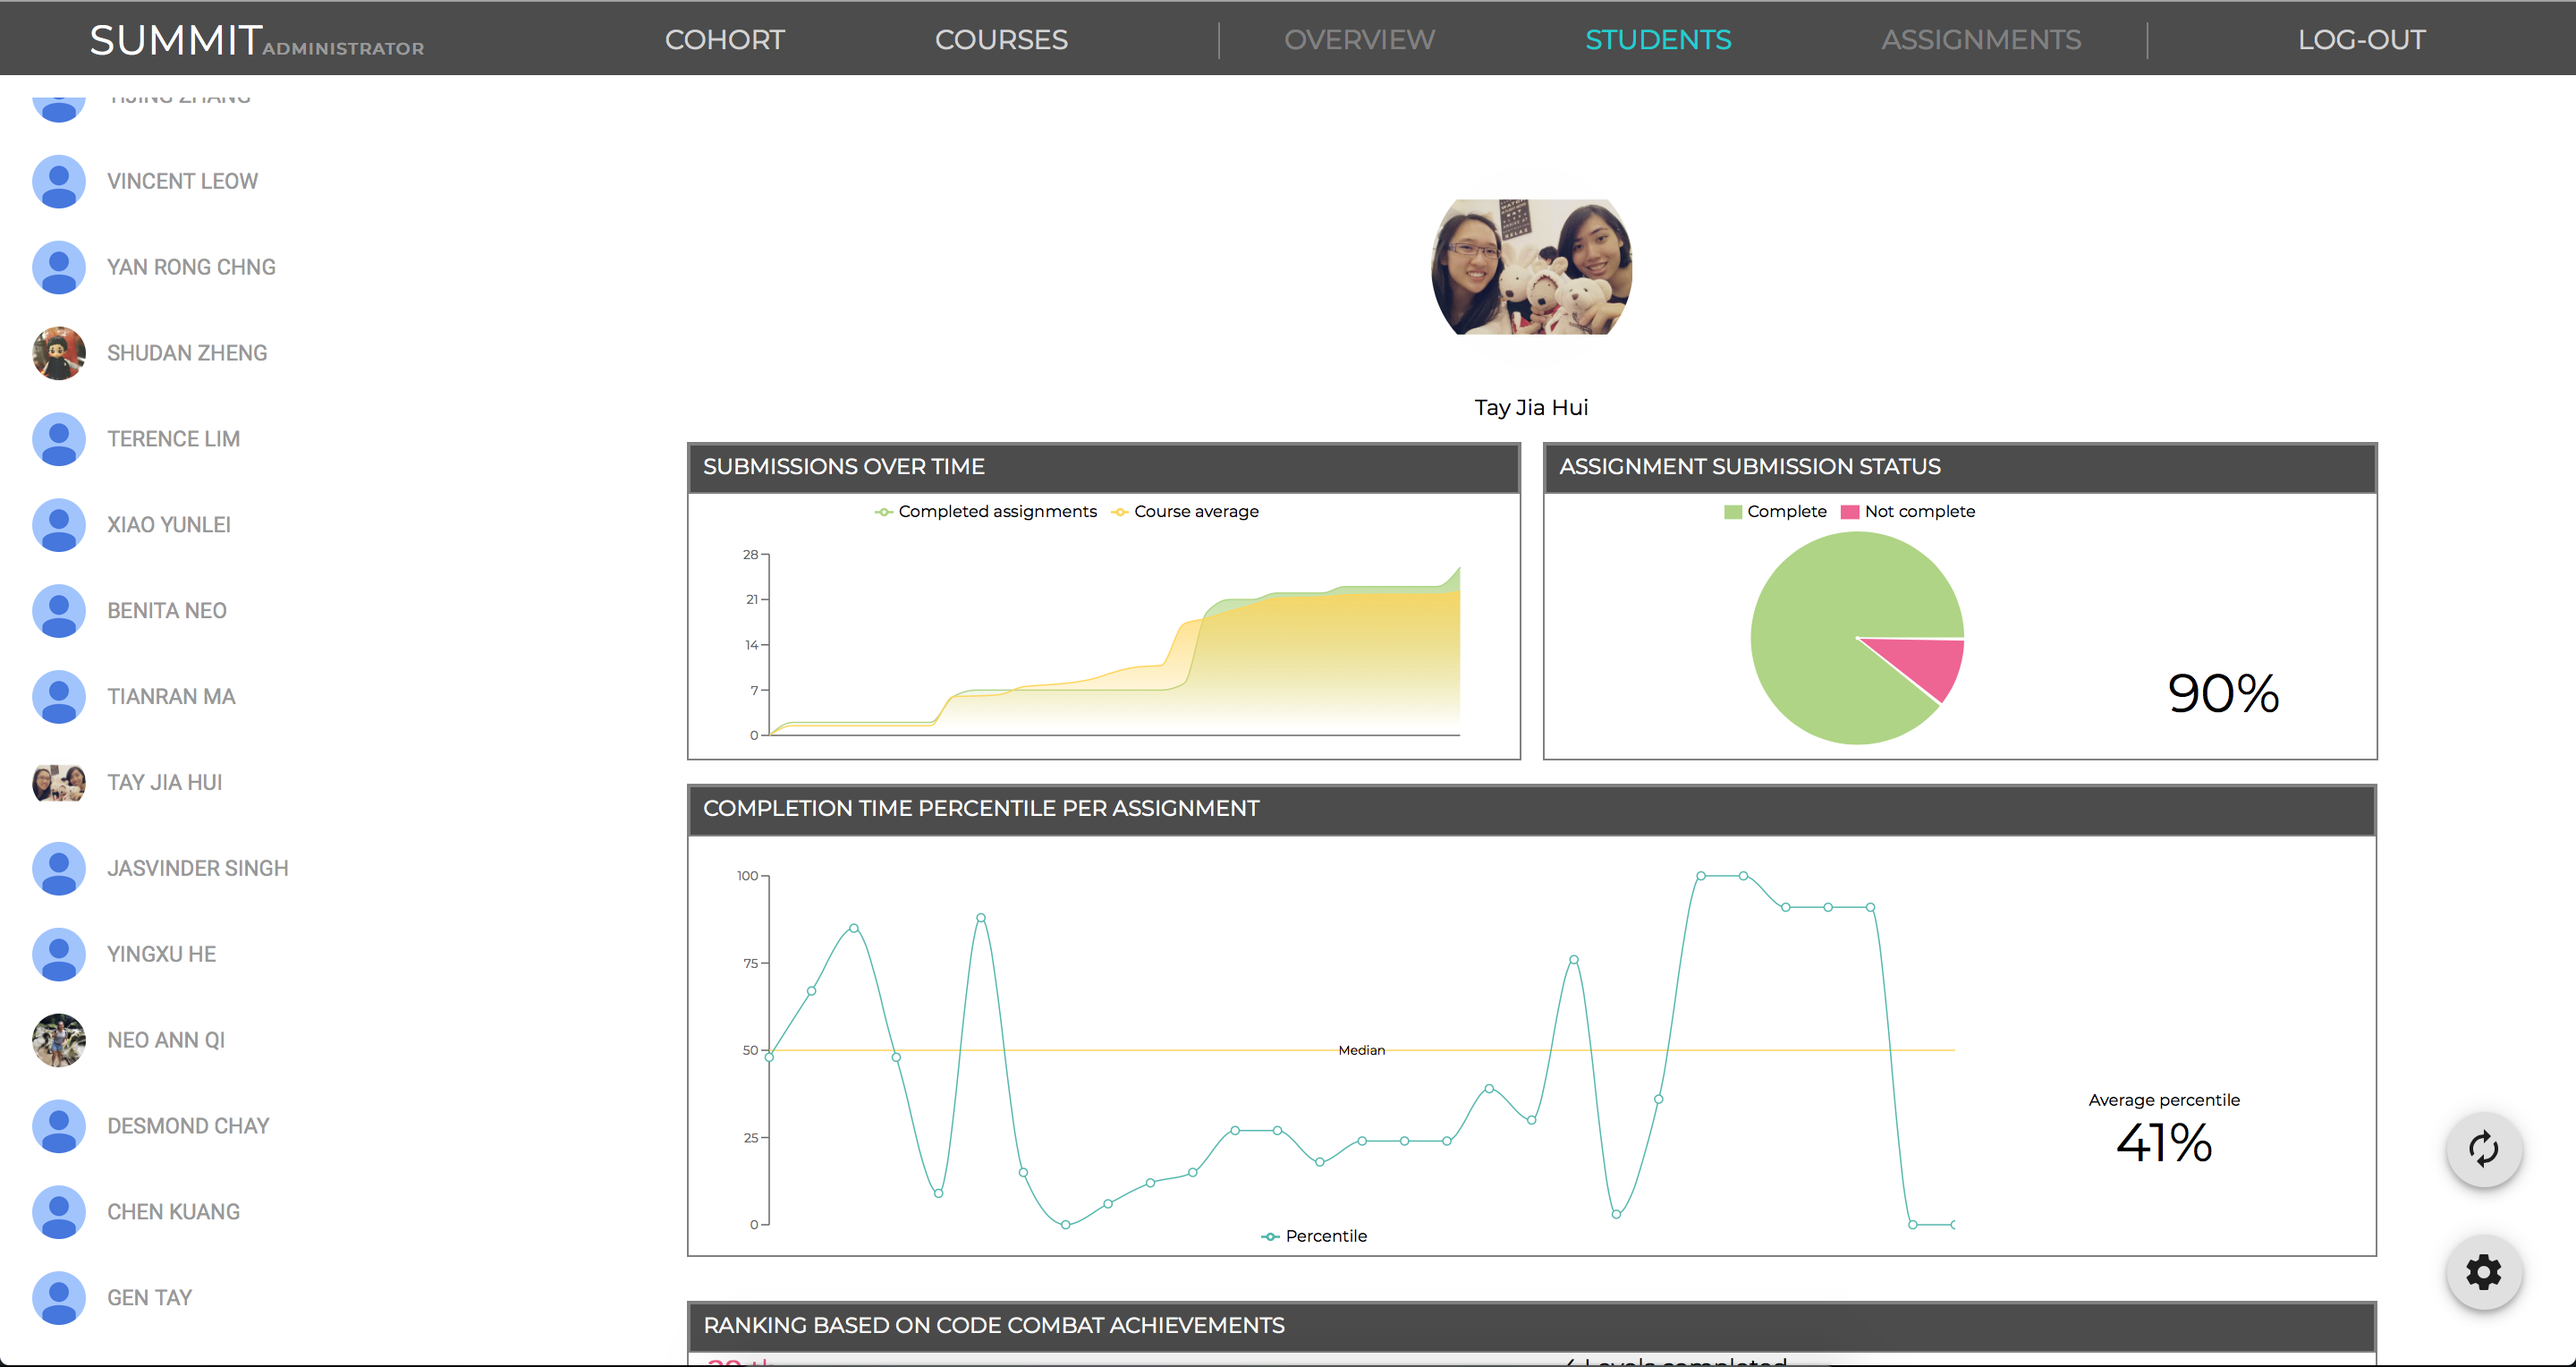 SUMMIT ADMINISTRATOR
COHORT
COURSES
OVERVIEW
STUDENTS
ASSIGNMENTS
LOG-OUT
VINCENT LEOW
YAN RONG CHNG
SHUDAN ZHENG
TERENCE LIM
XIAO YUNLEI
BENITA NEO
TIANRAN MA
TAY JIA HUI
JASVINDER SINGH
YINGXU HE
NEO ANN QI
DESMOND CHAY
CHEN KUANG
GEN TAY
Tay Jia Hui
SUBMISSIONS OVER TIME
Completed assignments
Course average
28
21
14
7
0
ASSIGNMENT SUBMISSION STATUS
Complete
Not complete
90%
COMPLETION TIME PERCENTILE PER ASSIGNMENT
100
75
50
25
0
Median
Percentile
Average percentile
41%
RANKING BASED ON CODE COMBAT ACHIEVEMENTS
Levels completed